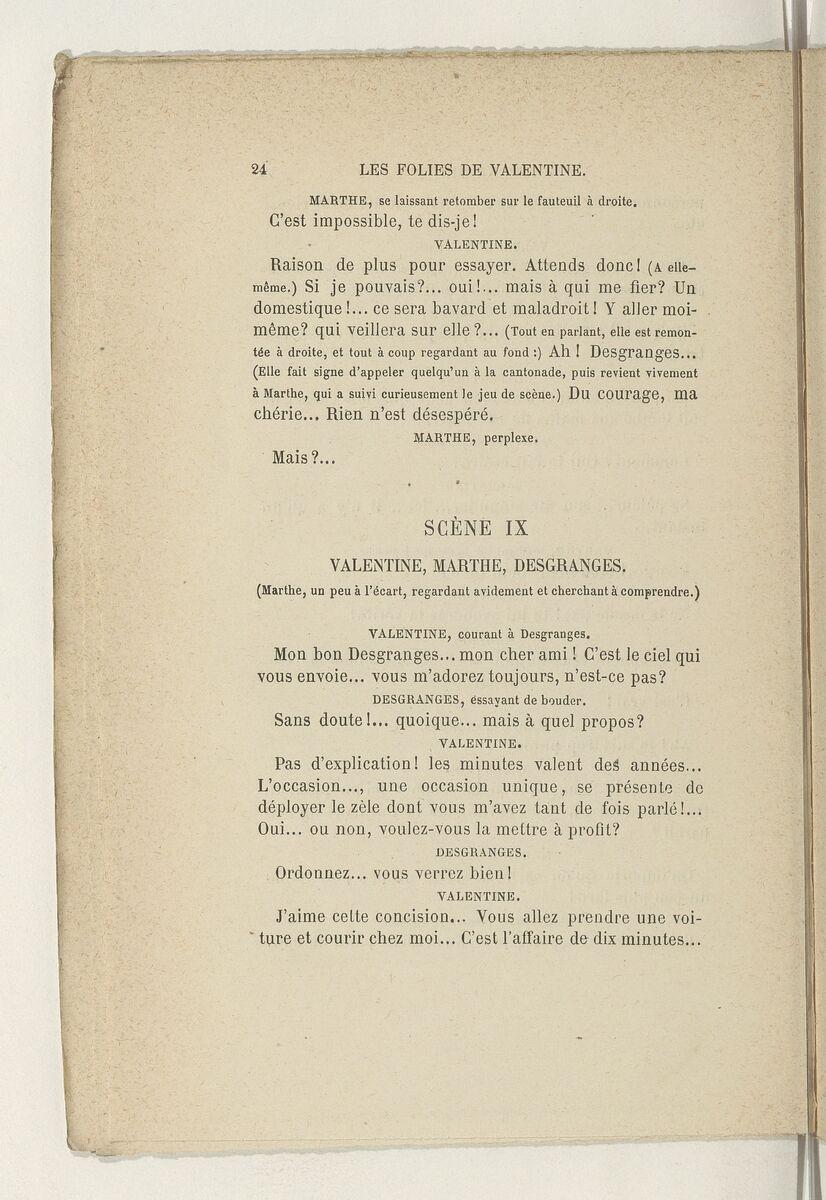 24 LES FOLIES DE VALENTINE.
MARTHE, se laissant retomber sur le fauteuil à droite.
C'est impossible, te dis-je!
VALENTINE.
Raison de plus pour essayer. Attends donc! (A elle-
même.) Si je pouvais?... oui!... mais à qui me fier? Un
domestique!... ce sera bavard et maladroit! Y aller moi-
même? qui veillera sur elle?... (Tout en parlant, elle est remon-
tée à droite, et tout à coup regardant au fond :) Ah! Desgranges...
(Elle fait signe d'appeler quelqu'un à la cantonade, puis revient vivement
à Marthe, qui a suivi curieusement le jeu de scène.) Du courage, ma
chérie... Rien n'est désespéré.
MARTHE, perplexe.
Mais?...
SCÈNE IX
VALENTINE, MARTHE, DESGRANGES.
(Marthe, un peu à l'écart, regardant avidement et cherchant à comprendre.)
VALENTINE, courant à Desgranges.
Mon bon Desgranges... mon cher ami! C'est le ciel qui
vous envoie... vous m'adorez toujours, n'est-ce pas?
DESGRANGES, éssayant de bouder.
Sans doute!... quoique... mais à quel propos?
VALENTINE.
Pas d'explication! les minutes valent des années...
L'occasion..., une occasion unique, se présente de
déployer le zèle dont vous m'avez tant de fois parlé!...
Oui... ou non, voulez-vous la mettre à profit?
DESGRANGES.
Ordonnez... vous verrez bien!
VALENTINE.
J'aime cette concision... Vous allez prendre une voi-
ture et courir chez moi... C'est l'affaire de dix minutes...